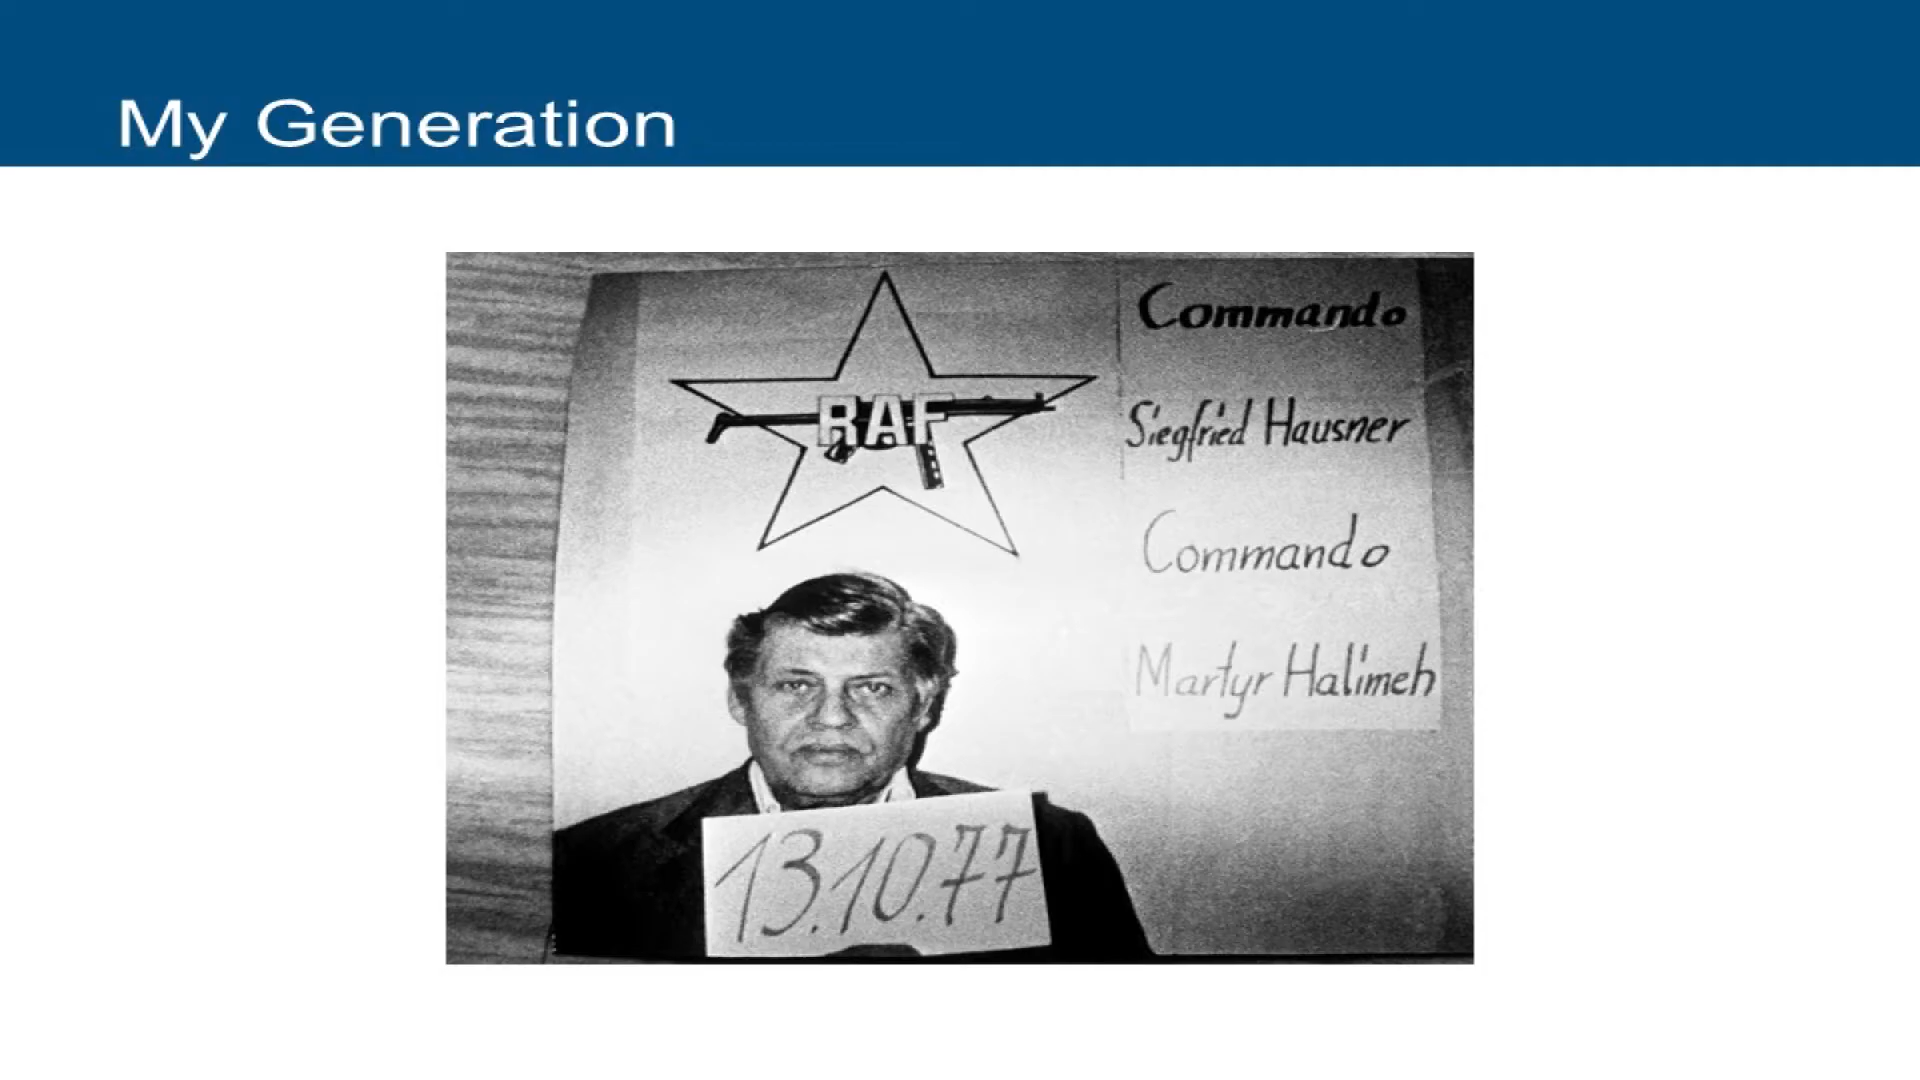 My Generation
RAF
Commando
Siegfried Hausner
Commando
Martyr Halimeh
13.10.77